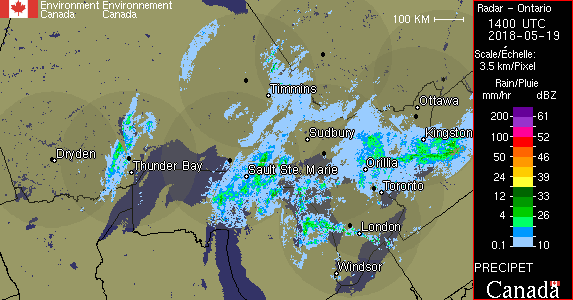 Environment Environnement
Canada Canada
100 KM
Timmins
Ottawa
Sudbury
Kingston
Dryden
Thunder Bay
Sault Ste. Marie
Orillia
Toronto
London
Windsor
Radar - Ontario
1400 UTC
2018-05-19
Scale/Échelle:
3.5 km/Pixel
Rain/Pluie
mm/hr dBZ
200 61
100 52
50 46
24 39
12 33
4 26
0.1 10
PRECIPET
Canada